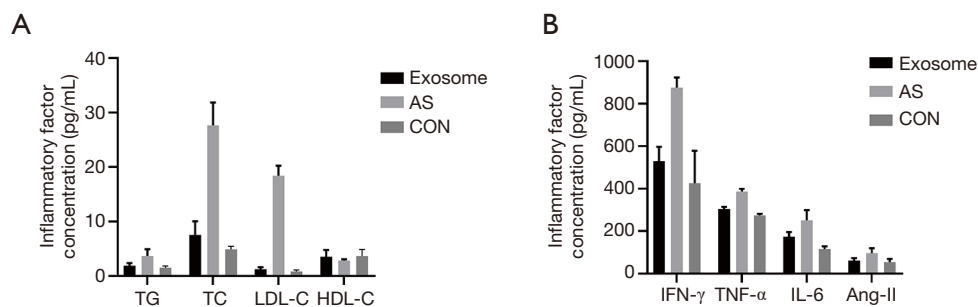 A
Inflammatory factor
concentration (pg/mL)
40
30
20
10
0
TG TC LDL-C HDL-C
Exosome
AS
CON
B
Inflammatory factor
concentration (pg/mL)
1000
800
600
400
200
0
IFN-γ TNF-α IL-6 Ang-II
Exosome
AS
CON